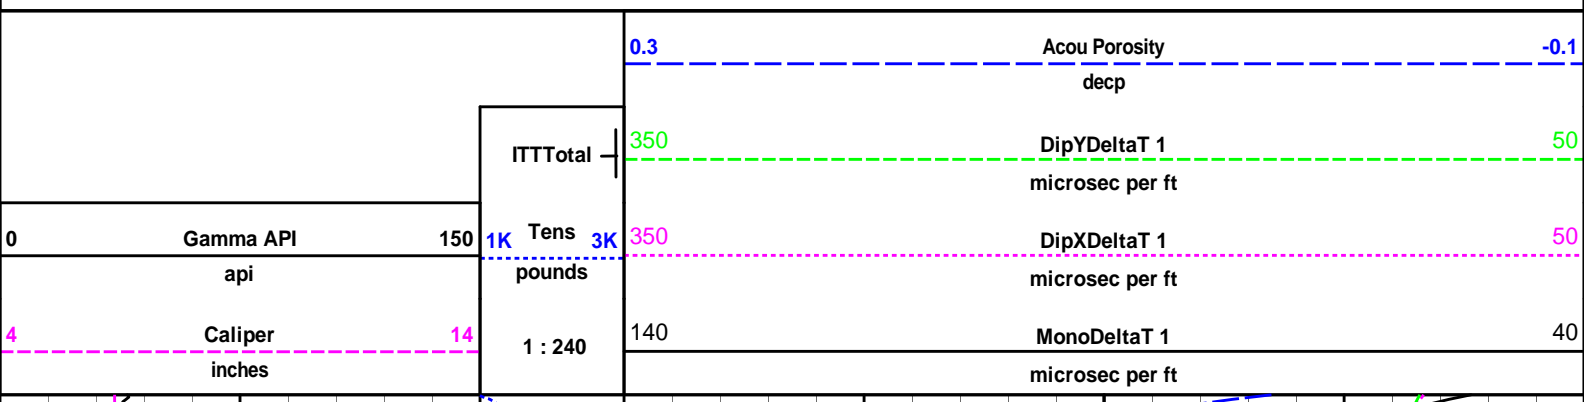 0.3 Acou Porosity -0.1
decp
ITTTotal
350 DipYDeltaT 1 50
microsec per ft
0 Gamma API 150
api
1K Tens 3K
pounds
350 DipXDeltaT 1 50
microsec per ft
4 Caliper 14
inches
1 : 240
140 MonoDeltaT 1 40
microsec per ft